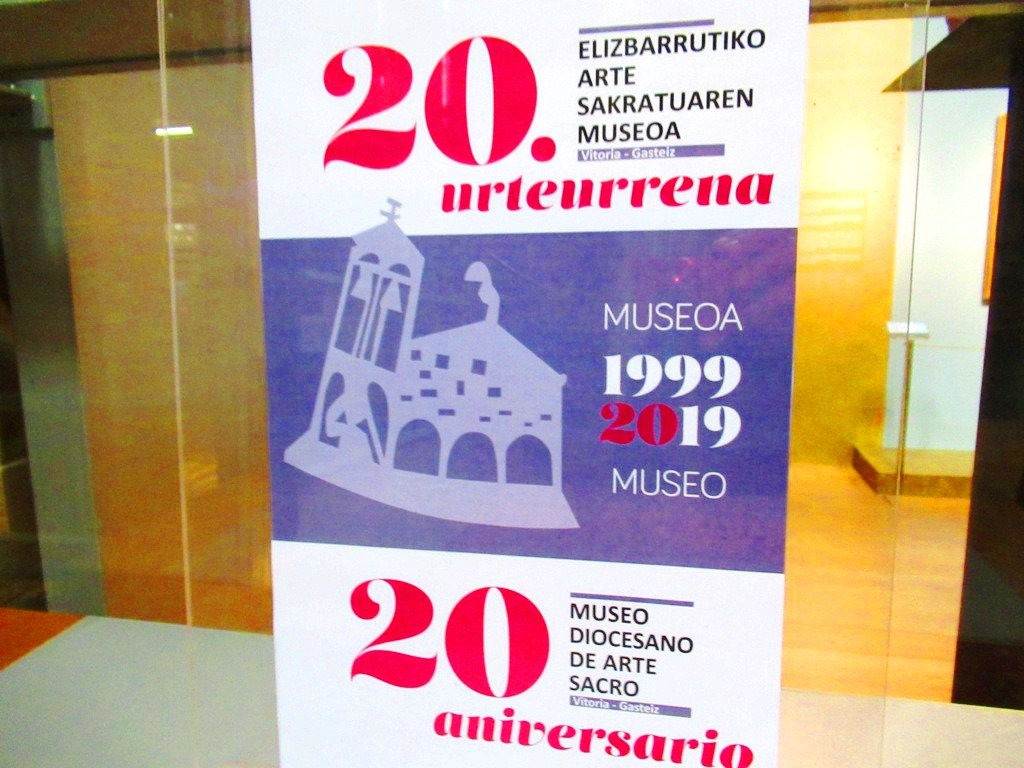 20.
urteurrena
ELIZBARRUTIKO
ARTE
SAKRATUAREN
MUSEOA
Vitoria - Gasteiz
MUSEOA
1999
2019
MUSEO
20
aniversario
MUSEO
DIOCESANO
DE ARTE
SACRO
Vitoria - Gasteiz